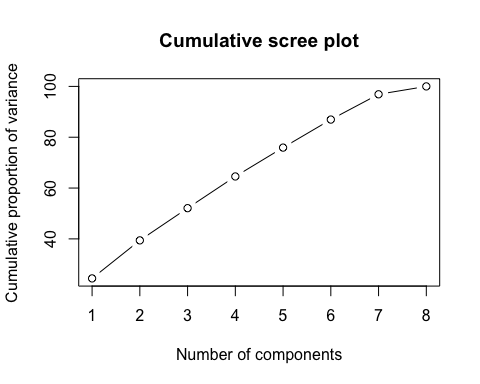 Cumulative scree plot
Cumulative proportion of variance
100
80
60
40
1 2 3 4 5 6 7 8
Number of components